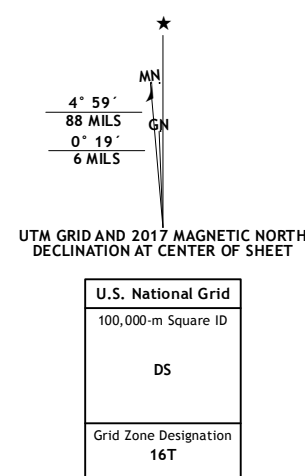 MN
4° 59´
88 MILS
GN
0° 19´
6 MILS
UTM GRID AND 2017 MAGNETIC NORTH
DECLINATION AT CENTER OF SHEET
U.S. National Grid
100,000-m Square ID
DS
Grid Zone Designation
16T